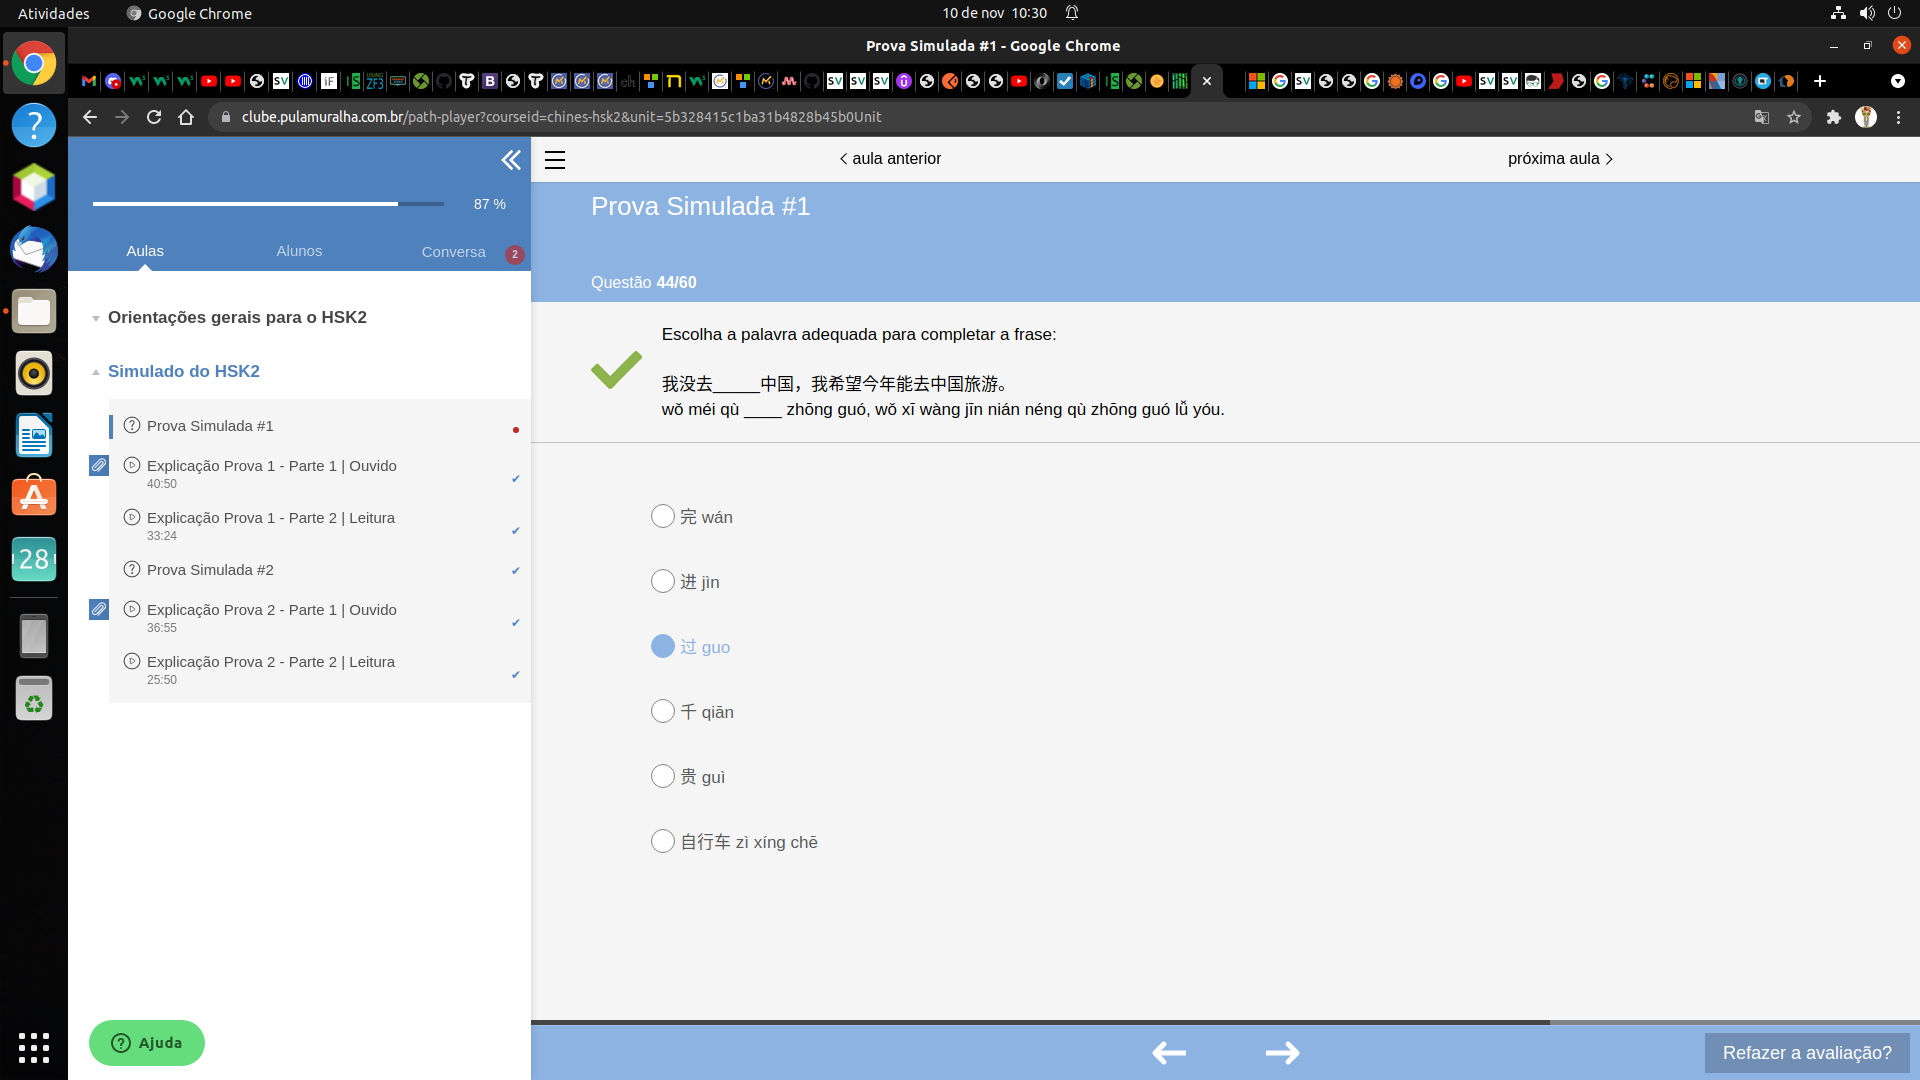 Atividades
Google Chrome
10 de nov 10:30
Prova Simulada #1 - Google Chrome
clube.pulamuralha.com.br/path-player?courseid=chines-hsk2&unit=5b328415c1ba31b4828b45b0Unit
87 %
Aulas
Alunos
Conversa
2
Orientações gerais para o HSK2
Simulado do HSK2
Prova Simulada #1
Explicação Prova 1 - Parte 1 | Ouvido
40:50
Explicação Prova 1 - Parte 2 | Leitura
33:24
Prova Simulada #2
Explicação Prova 2 - Parte 1 | Ouvido
36:55
Explicação Prova 2 - Parte 2 | Leitura
25:50
Ajuda
28
aula anterior
próxima aula
Prova Simulada #1
Questão 44/60
Escolha a palavra adequada para completar a frase:
我没去_____中国，我希望今年能去中国旅游。
wǒ méi qù ____ zhōng guó, wǒ xī wàng jīn nián néng qù zhōng guó lǚ yóu.
完 wán
进 jìn
过 guo
千 qiān
贵 guì
自行车 zì xíng chē
Refazer a avaliação?